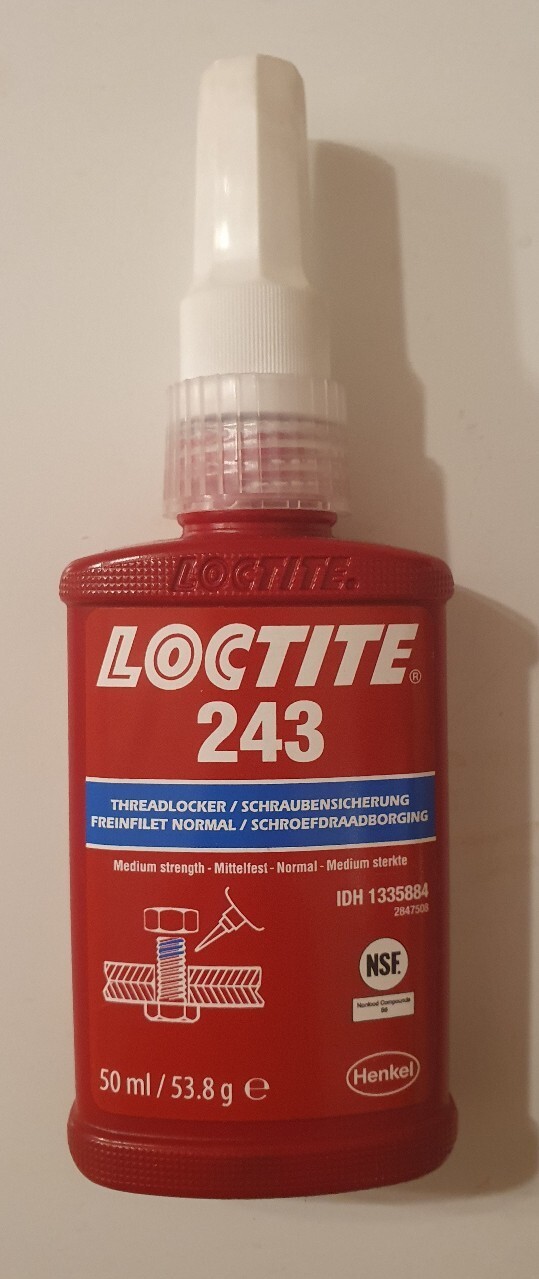 LOCTITE.
LOCTITE®
243
THREADLOCKER / SCHRAUBENSICHERUNG
FREINFILET NORMAL / SCHROEFDRAADBORGING
Medium strength - Mittelfest - Normal - Medium sterkte
IDH 1335884
2847508
NSF.
Nonfood Compounds
S6
50 ml / 53.8 g ℮
Henkel